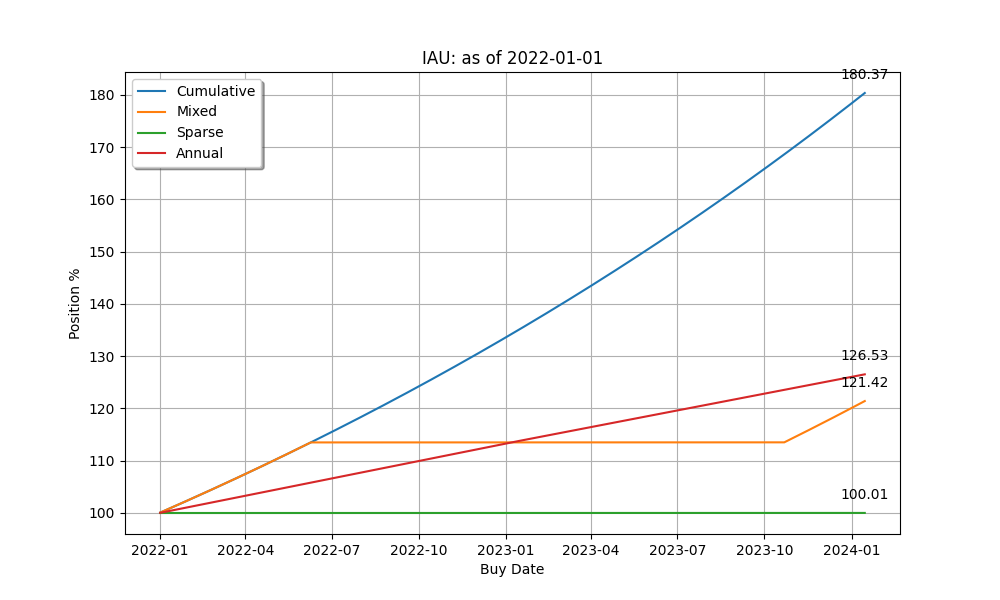 IAU: as of 2022-01-01
180.37
Cumulative
Mixed
Sparse
Annual
180
170
160
150
140
130
120
110
100
126.53
121.42
100.01
Position %
2022-01 2022-04 2022-07 2022-10 2023-01 2023-04 2023-07 2023-10 2024-01
Buy Date